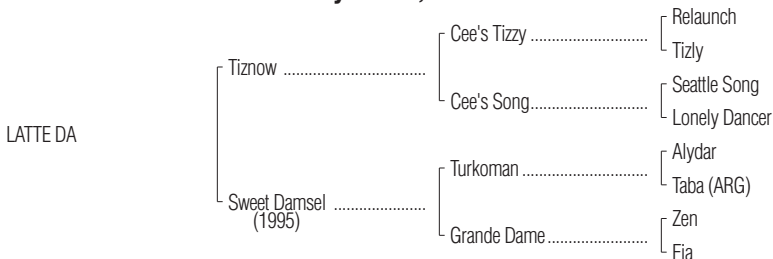 Relaunch
Cee's Tizzy ..............................
Tizly
Tiznow ....................................
Seattle Song
Cee's Song ..............................
Lonely Dancer
LATTE DA
Alydar
Turkoman ................................
Taba (ARG)
Sweet Damsel .......................
(1995)
Zen
Grande Dame .........................
Fia